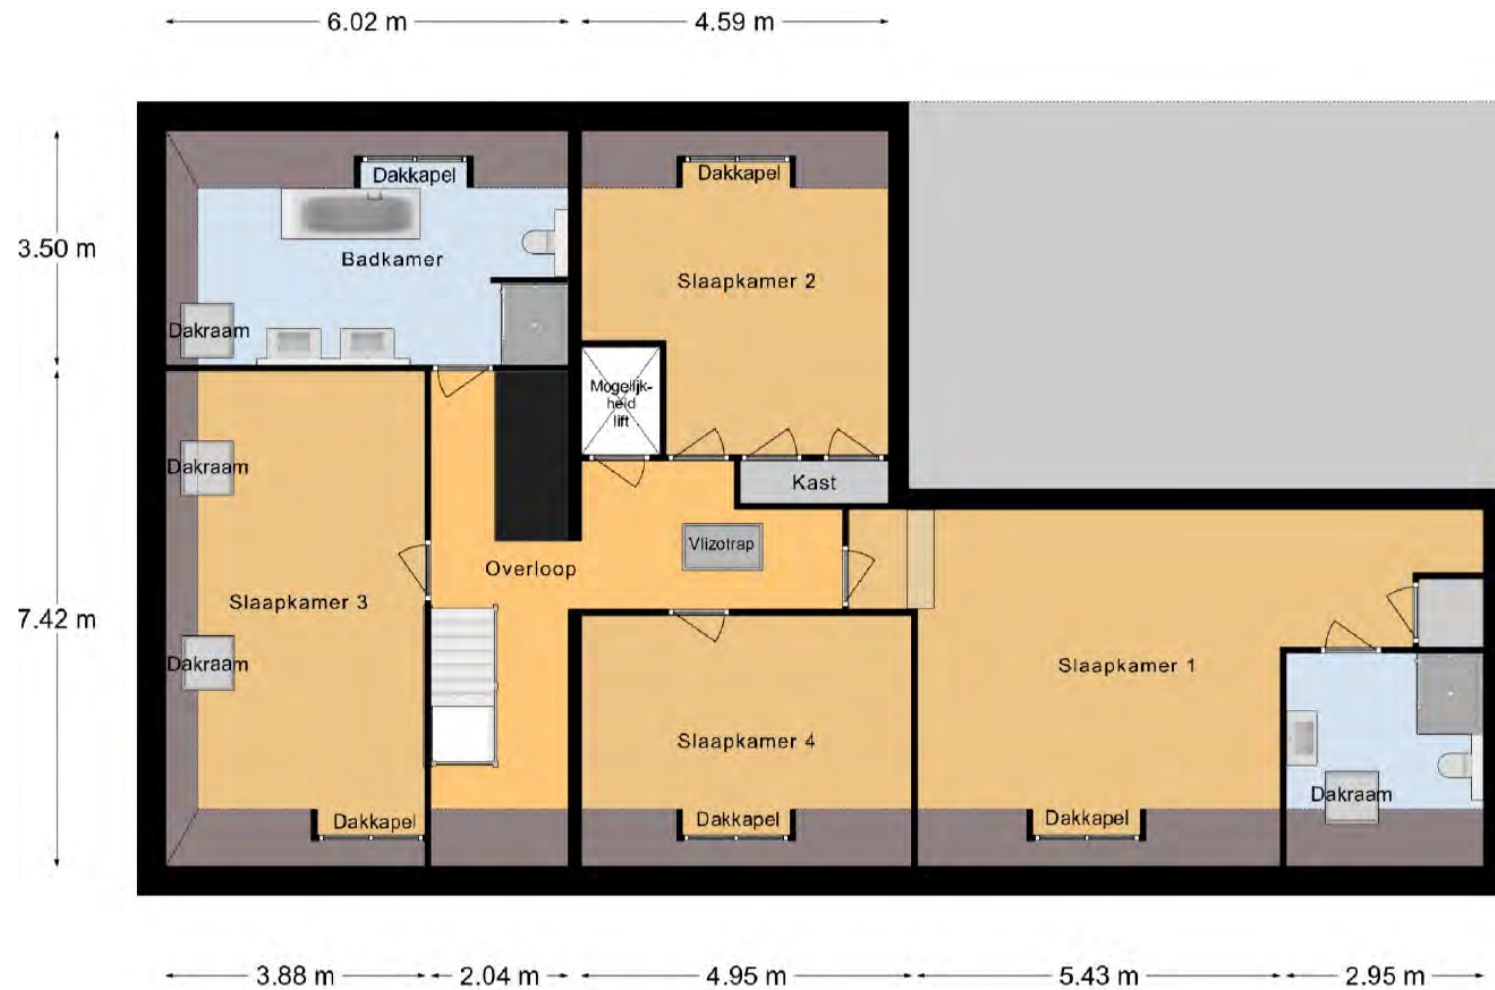 6.02 m
4.59 m
Dakkapel
Dakkapel
3.50 m
Badkamer
Slaapkamer 2
Dakraam
Mogelijk-
heid
lift
Dakraam
Kast
Vlizotrap
Overloop
Slaapkamer 3
7.42 m
Dakraam
Slaapkamer 1
Slaapkamer 4
Dakraam
Dakkapel
Dakkapel
Dakkapel
3.88 m
2.04 m
4.95 m
5.43 m
2.95 m